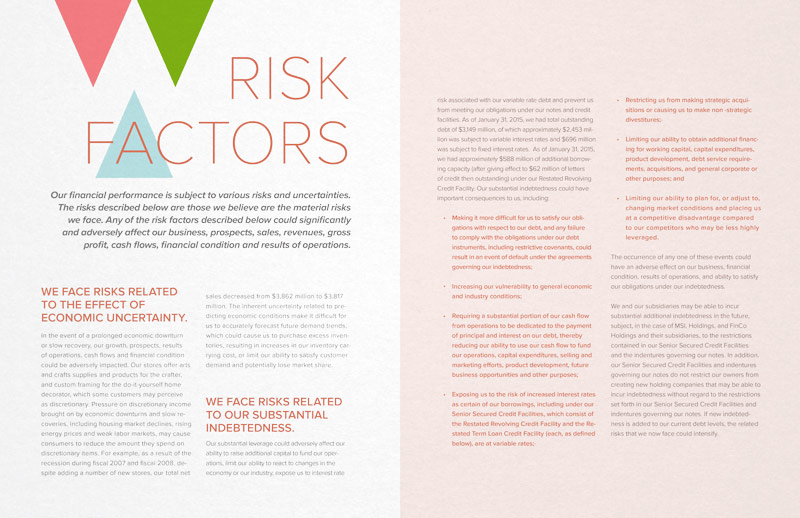 RISK
FACTORS
Our financial performance is subject to various risks and uncertainties.
The risks described below are those we believe are the material risks
we face. Any of the risk factors described below could significantly
and adversely affect our business, prospects, sales, revenues, gross
profit, cash flows, financial condition and results of operations.
WE FACE RISKS RELATED
TO THE EFFECT OF
ECONOMIC UNCERTAINTY.
In the event of a prolonged economic downturn
or slow recovery, our growth, prospects, results
of operations, cash flows and financial condition
could be adversely impacted. Our stores offer arts
and crafts supplies and products for the crafter,
and custom framing for the do-it-yourself home
decorator, which some customers may perceive
as discretionary. Pressure on discretionary income
brought on by economic downturns and slow re-
coveries, including housing market declines, rising
energy prices and weak labor markets, may cause
consumers to reduce the amount they spend on
discretionary items. For example, as a result of the
recession during fiscal 2007 and fiscal 2008, de-
spite adding a number of new stores, our total net
sales decreased from $3,862 million to $3,817
million. The inherent uncertainty related to pre-
dicting economic conditions make it difficult for
us to accurately forecast future demand trends,
which could cause us to purchase excess inven-
tories, resulting in increases in our inventory car-
rying cost, or limit our ability to satisfy customer
demand and potentially lose market share.
WE FACE RISKS RELATED
TO OUR SUBSTANTIAL
INDEBTEDNESS.
Our substantial leverage could adversely affect our
ability to raise additional capital to fund our oper-
ations, limit our ability to react to changes in the
economy or our industry, expose us to interest rate
risk associated with our variable rate debt and prevent us
from meeting our obligations under our notes and credit
facilities. As of January 31, 2015, we had total outstanding
debt of $3,149 million, of which approximately $2,453 mil-
lion was subject to variable interest rates and $696 million
was subject to fixed interest rates. As of January 31, 2015,
we had approximately $588 million of additional borrow-
ing capacity (after giving effect to $62 million of letters
of credit then outstanding) under our Restated Revolving
Credit Facility. Our substantial indebtedness could have
important consequences to us, including:
• Making it more difficult for us to satisfy our obli-
gations with respect to our debt, and any failure
to comply with the obligations under our debt
instruments, including restrictive covenants, could
result in an event of default under the agreements
governing our indebtedness;
• Increasing our vulnerability to general economic
and industry conditions;
• Requiring a substantial portion of our cash flow
from operations to be dedicated to the payment
of principal and interest on our debt, thereby
reducing our ability to use our cash flow to fund
our operations, capital expenditures, selling and
marketing efforts, product development, future
business opportunities and other purposes;
• Exposing us to the risk of increased interest rates
as certain of our borrowings, including under our
Senior Secured Credit Facilities, which consist of
the Restated Revolving Credit Facility and the Re-
stated Term Loan Credit Facility (each, as defined
below), are at variable rates;
• Restricting us from making strategic acqui-
sitions or causing us to make non -strategic
divestitures;
• Limiting our ability to obtain additional financ-
ing for working capital, capital expenditures,
product development, debt service require-
ments, acquisitions, and general corporate or
other purposes; and
• Limiting our ability to plan for, or adjust to,
changing market conditions and placing us
at a competitive disadvantage compared
to our competitors who may be less highly
leveraged.
The occurrence of any one of these events could
have an adverse effect on our business, financial
condition, results of operations, and ability to satisfy
our obligations under our indebtedness.
We and our subsidiaries may be able to incur
substantial additional indebtedness in the future,
subject, in the case of MSI, Holdings, and FinCo
Holdings and their subsidiaries, to the restrictions
contained in our Senior Secured Credit Facilities
and the indentures governing our notes. In addition,
our Senior Secured Credit Facilities and indentures
governing our notes do not restrict our owners from
creating new holding companies that may be able to
incur indebtedness without regard to the restrictions
set forth in our Senior Secured Credit Facilities and
indentures governing our notes. If new indebted-
ness is added to our current debt levels, the related
risks that we now face could intensify.